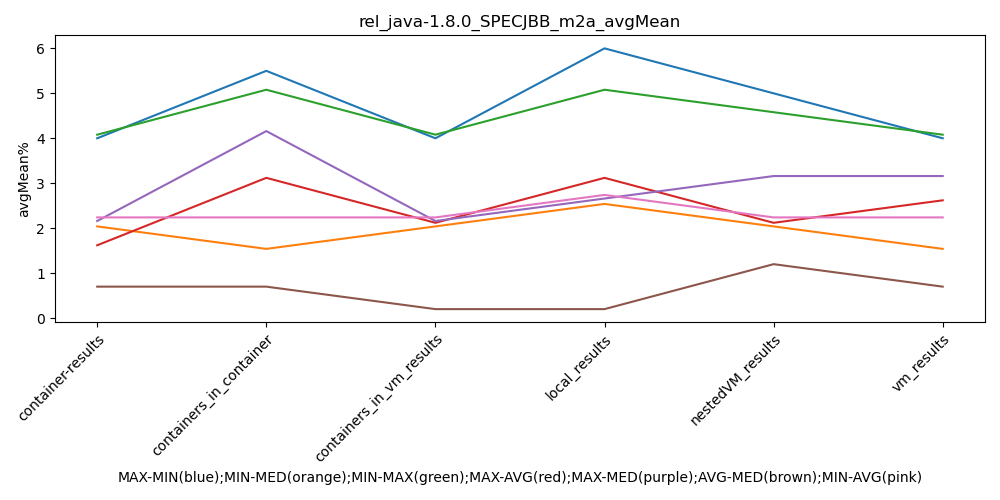 rel_java-1.8.0_SPECJBB_m2a_avgMean
avgMean%
6
5
4
3
2
1
0
container-results
containers_in_container
containers_in_vm_results
local_results
nestedVM_results
vm_results
MAX-MIN(blue);MIN-MED(orange);MIN-MAX(green);MAX-AVG(red);MAX-MED(purple);AVG-MED(brown);MIN-AVG(pink)